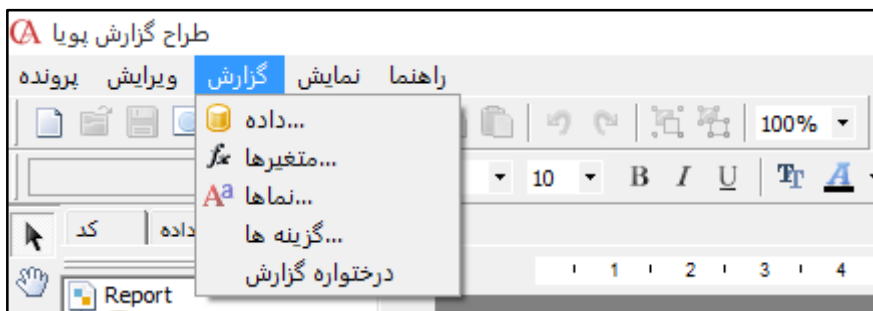 طراح گزارش پویا
پرونده ویرایش گزارش نمایش راهنما
داده...
100%
متغیرها...
10 B I U Tr A
نماها...
کد داده
گزینه ها...
1 2 3 4
درختواره گزارش
Report